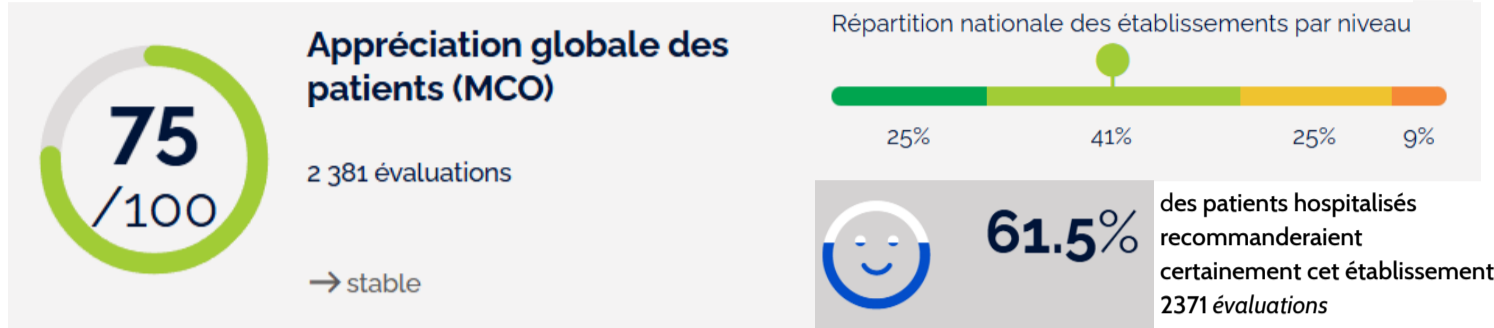 75
/100
Appréciation globale des
patients (MCO)
2 381 évaluations
→ stable
Répartition nationale des établissements par niveau
25% 41% 25% 9%
61.5%
des patients hospitalisés
recommanderaient
certainement cet établissement
2371 évaluations